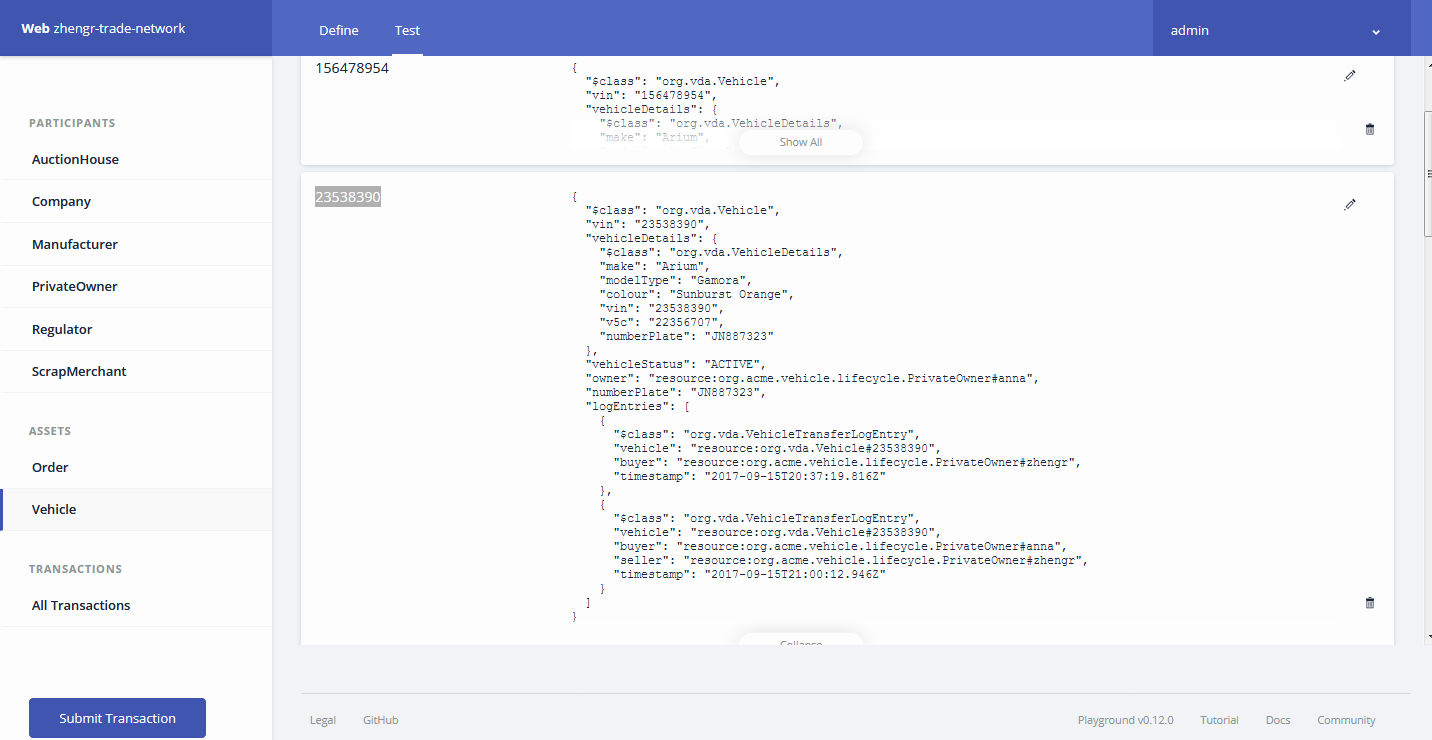 Web zhengr-trade-network
Define
Test
admin
PARTICIPANTS
AuctionHouse
Company
Manufacturer
PrivateOwner
Regulator
ScrapMerchant
ASSETS
Order
Vehicle
TRANSACTIONS
All Transactions
Submit Transaction
156478954
{
"$class": "org.vda.Vehicle",
"vin": "156478954",
"vehicleDetails": {
"$class": "org.vda.VehicleDetails",
"make": "Arium",
Show All
23538390
{
"$class": "org.vda.Vehicle",
"vin": "23538390",
"vehicleDetails": {
"$class": "org.vda.VehicleDetails",
"make": "Arium",
"modelType": "Gamora",
"colour": "Sunburst Orange",
"vin": "23538390",
"v5c": "22356707",
"numberPlate": "JN887323"
},
"vehicleStatus": "ACTIVE",
"owner": "resource:org.acme.vehicle.lifecycle.PrivateOwner#anna",
"numberPlate": "JN887323",
"logEntries": [
{
"$class": "org.vda.VehicleTransferLogEntry",
"vehicle": "resource:org.vda.Vehicle#23538390",
"buyer": "resource:org.acme.vehicle.lifecycle.PrivateOwner#zhengr",
"timestamp": "2017-09-15T20:37:19.816Z"
},
{
"$class": "org.vda.VehicleTransferLogEntry",
"vehicle": "resource:org.vda.Vehicle#23538390",
"buyer": "resource:org.acme.vehicle.lifecycle.PrivateOwner#anna",
"seller": "resource:org.acme.vehicle.lifecycle.PrivateOwner#zhengr",
"timestamp": "2017-09-15T21:00:12.946Z"
}
]
}
Collapse
Legal
GitHub
Playground v0.12.0
Tutorial
Docs
Community